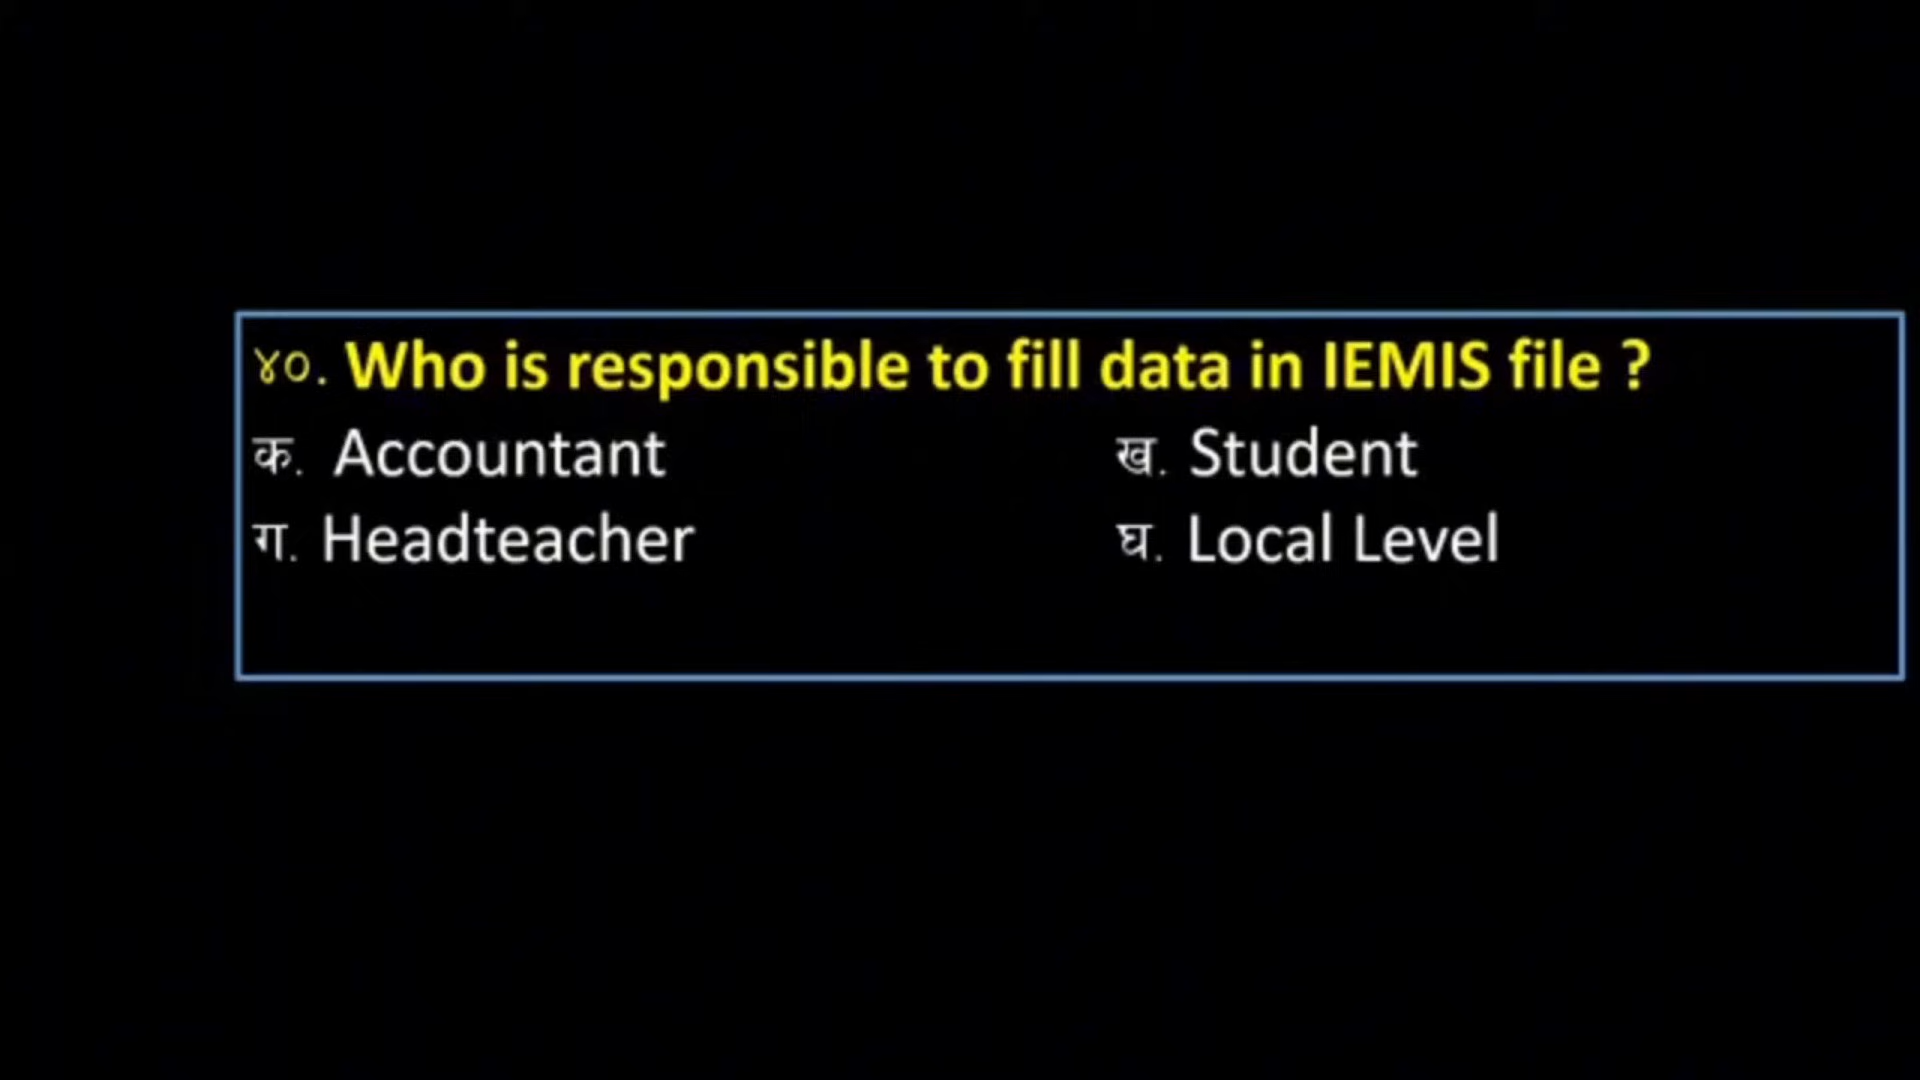 ४०. Who is responsible to fill data in IEMIS file ?
क. Accountant ख. Student
ग. Headteacher घ. Local Level